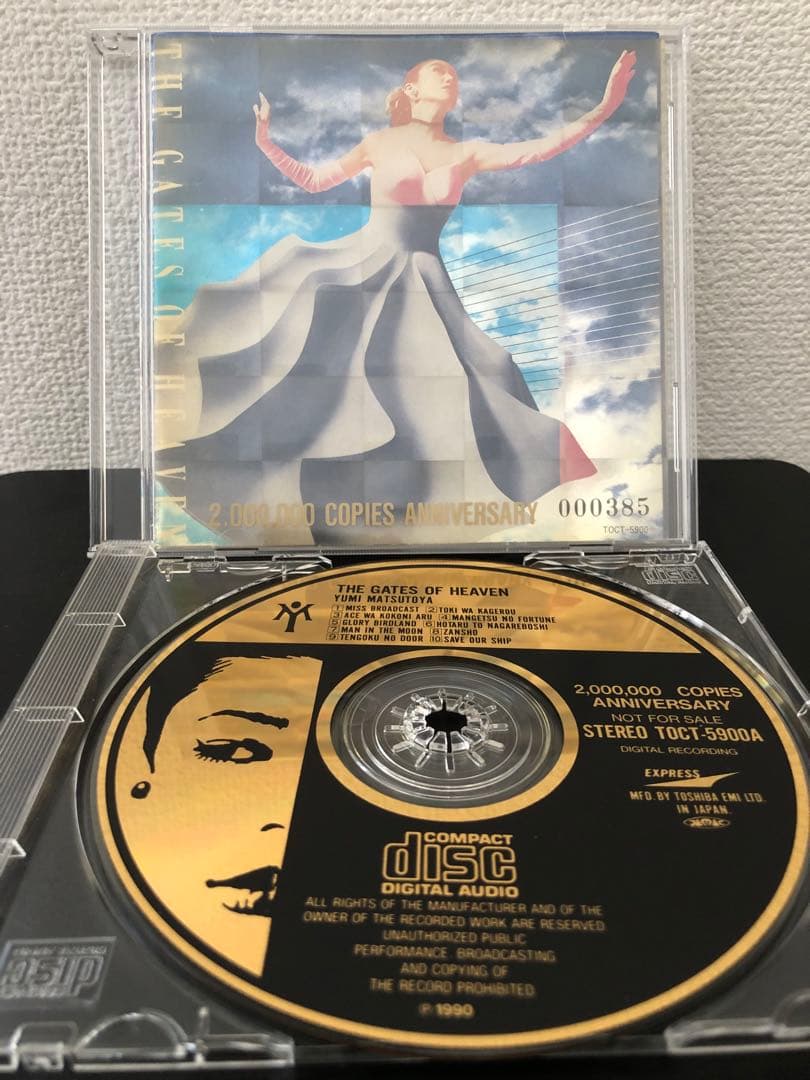 THE GATES OF HEAVEN
2,000,000 COPIES ANNIVERSARY 000385
TOCT-5900
disc
THE GATES OF HEAVEN
YUMI MATSUTOYA
1 MISS BROADCAST 2 TOKI WA KAGEROU
3 ACE WA KOKONI ARU 4 MANGETSU NO FORTUNE
5 GLORY BIRDLAND 6 HOTARU TO NAGAREBOSHI
7 MAN IN THE MOON 8 ZANSHO
9 TENGOKU NO DOOR 10 SAVE OUR SHIP
2,000,000 COPIES
ANNIVERSARY
NOT FOR SALE
STEREO TOCT-5900A
DIGITAL RECORDING
EXPRESS
MFD. BY TOSHIBA EMI LTD.
IN JAPAN.
COMPACT
disc
DIGITAL AUDIO
ALL RIGHTS OF THE MANUFACTURER AND OF THE
OWNER OF THE RECORDED WORK ARE RESERVED
UNAUTHORIZED PUBLIC
PERFORMANCE, BROADCASTING
AND COPYING OF
THE RECORD PROHIBITED
℗ 1990
disc